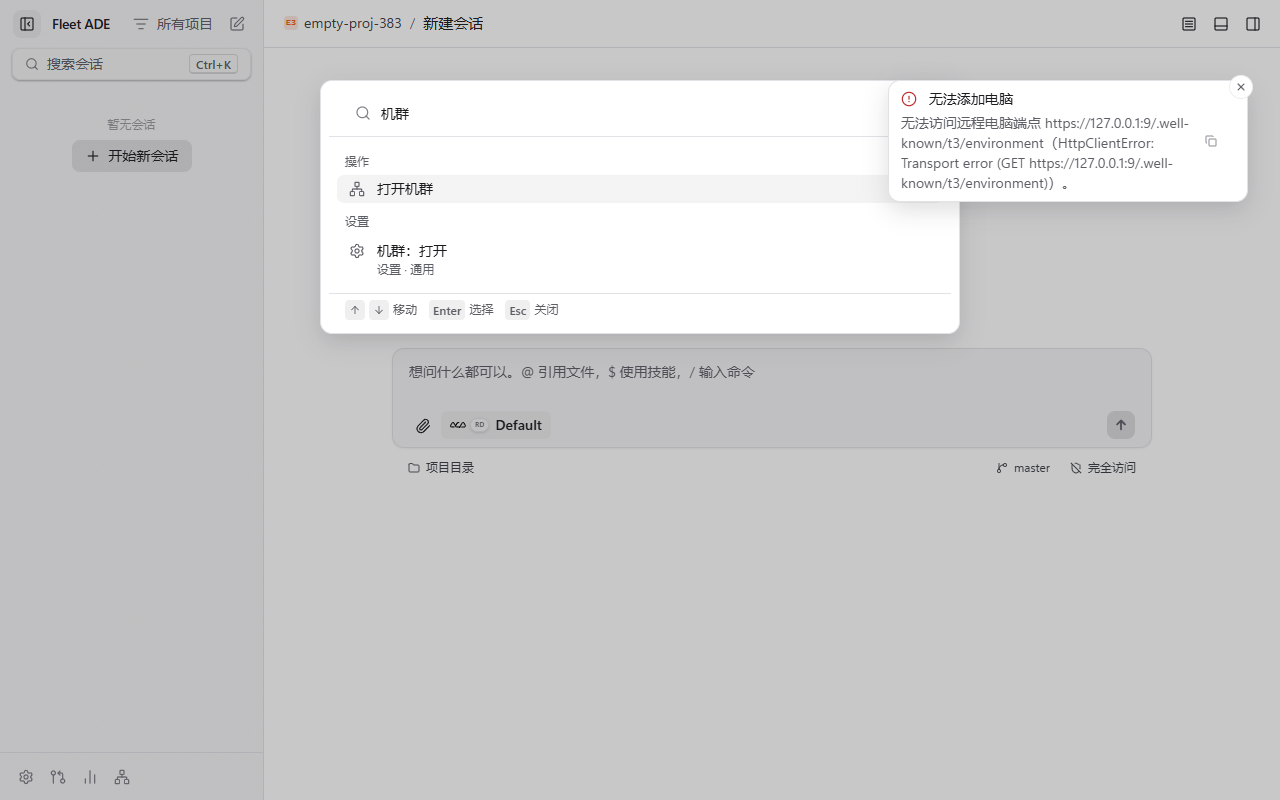 Fleet ADE
所有项目
搜索会话
Ctrl+K
暂无会话
开始新会话
E3 empty-proj-383 / 新建会话
机群
操作
打开机群
设置
机群：打开
设置 · 通用
移动 Enter 选择 Esc 关闭
无法添加电脑
无法访问远程电脑端点 https://127.0.0.1:9/.well-
known/t3/environment（HttpClientError:
Transport error (GET https://127.0.0.1:9/.well-
known/t3/environment)）。
想问什么都可以。@ 引用文件，$ 使用技能，/ 输入命令
RD Default
项目目录
master
完全访问